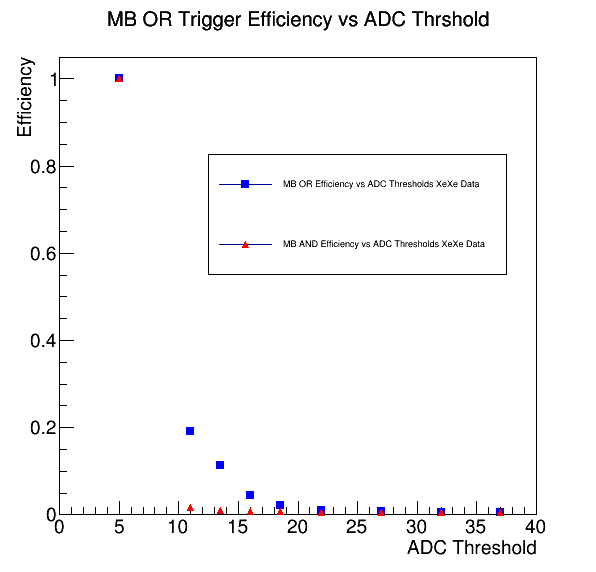 MB OR Trigger Efficiency vs ADC Thrshold
Efficiency
1
0.8
0.6
0.4
0.2
0
MB OR Efficiency vs ADC Thresholds XeXe Data
MB AND Efficiency vs ADC Thresholds XeXe Data
0 5 10 15 20 25 30 35 40
ADC Threshold